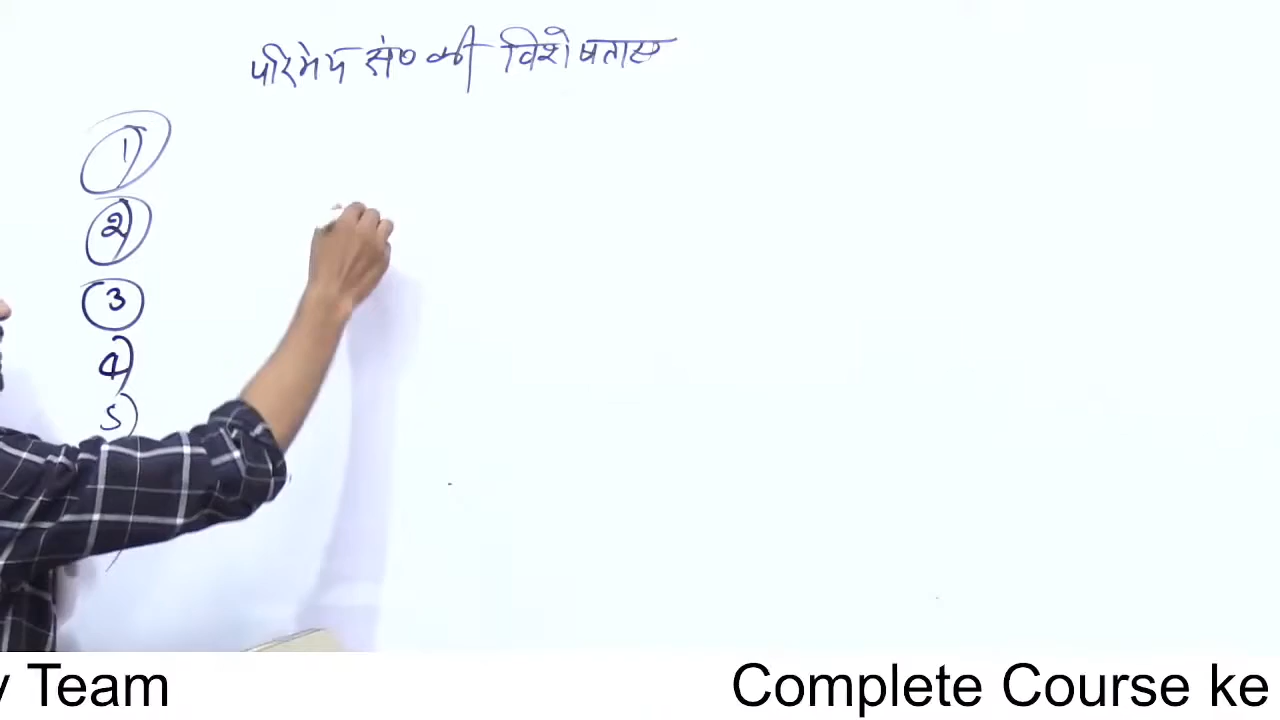 परिमेय सं० की विशेषताए
1)
2)
3
4)
5)
y Team
Complete Course ke